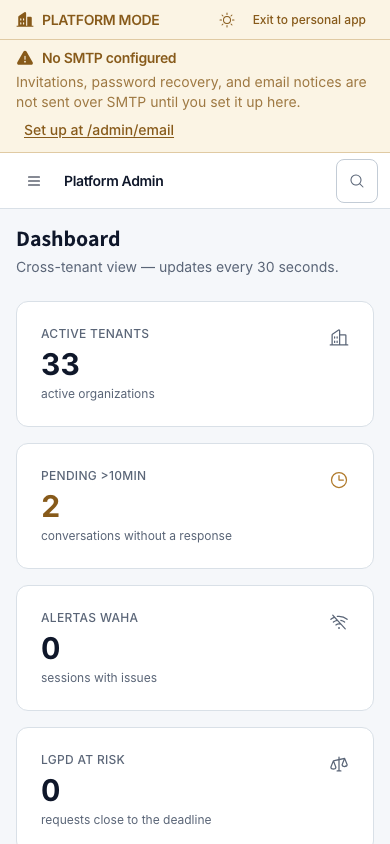 PLATFORM MODE
Exit to personal app
No SMTP configured
Invitations, password recovery, and email notices are
not sent over SMTP until you set it up here.
Set up at /admin/email
Platform Admin
Dashboard
Cross-tenant view — updates every 30 seconds.
ACTIVE TENANTS
33
active organizations
PENDING >10MIN
2
conversations without a response
ALERTAS WAHA
0
sessions with issues
LGPD AT RISK
0
requests close to the deadline